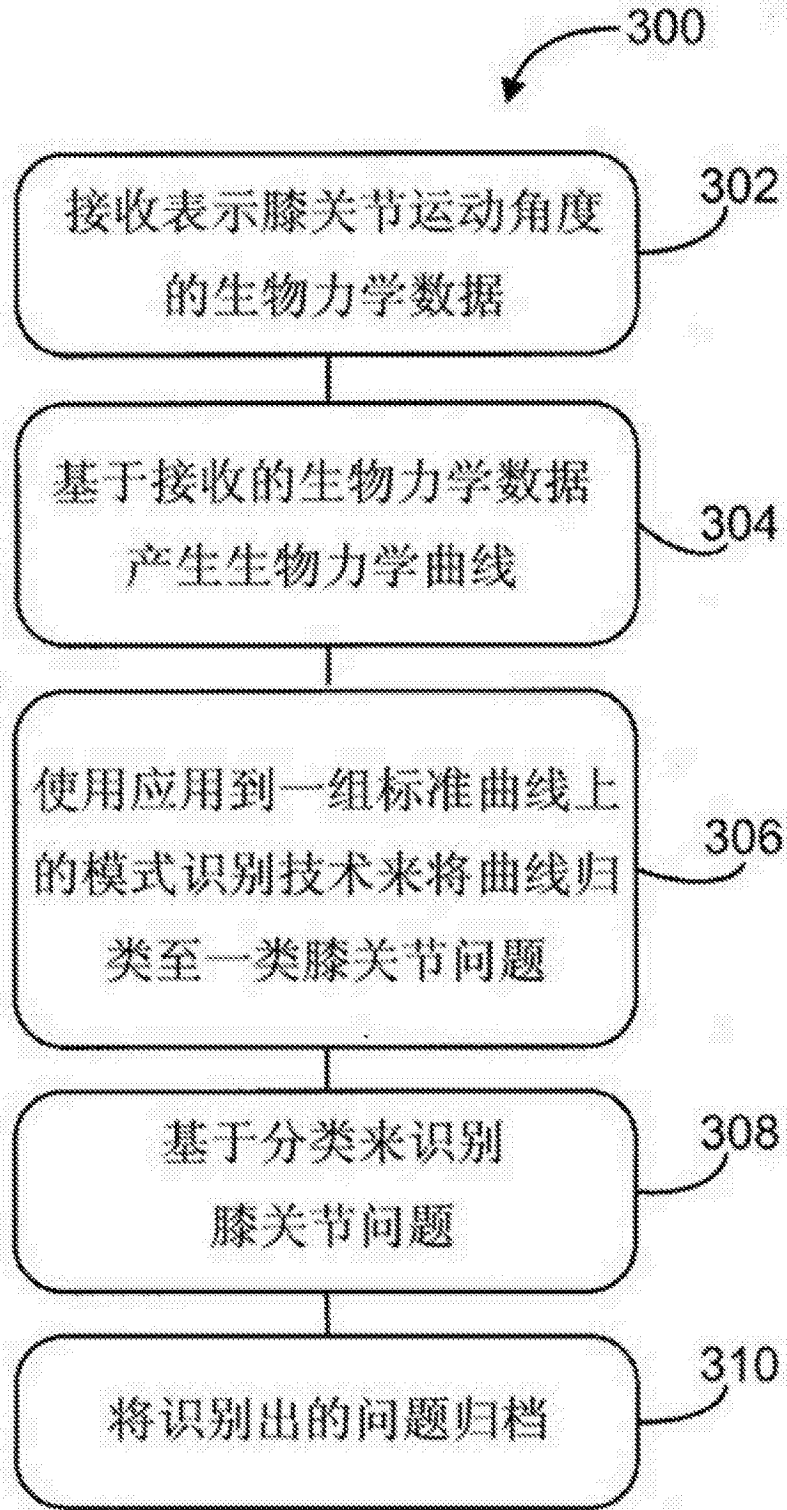 300
接收表示膝关节运动角度
的生物力学数据
302
基于接收的生物力学数据
产生生物力学曲线
304
使用应用到一组标准曲线上
的模式识别技术来将曲线归
类至一类膝关节问题
306
基于分类来识别
膝关节问题
308
将识别出的问题归档
310